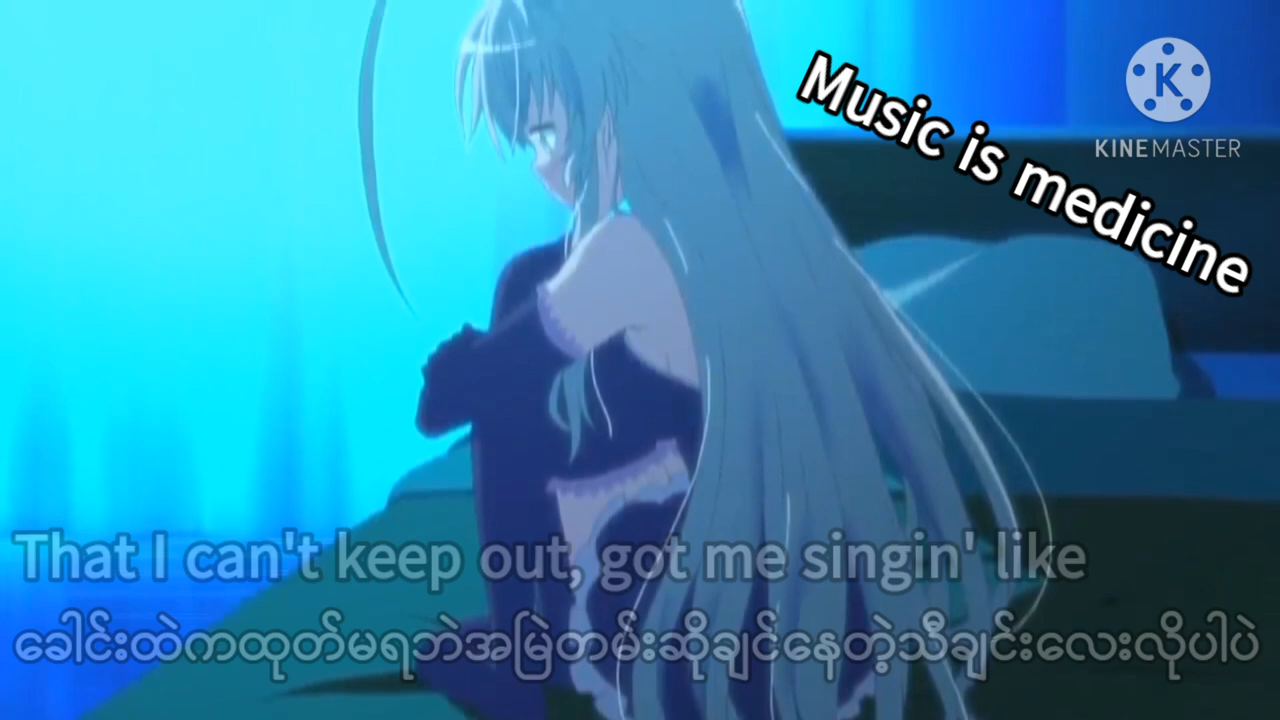 Music is medicine
K
KINEMASTER
That I can't keep out, got me singin' like
ခေါင်းထဲကထုတ်မရဘဲအမြဲတမ်းဆိုချင်နေတဲ့သီချင်းလေးလိုပါပဲ